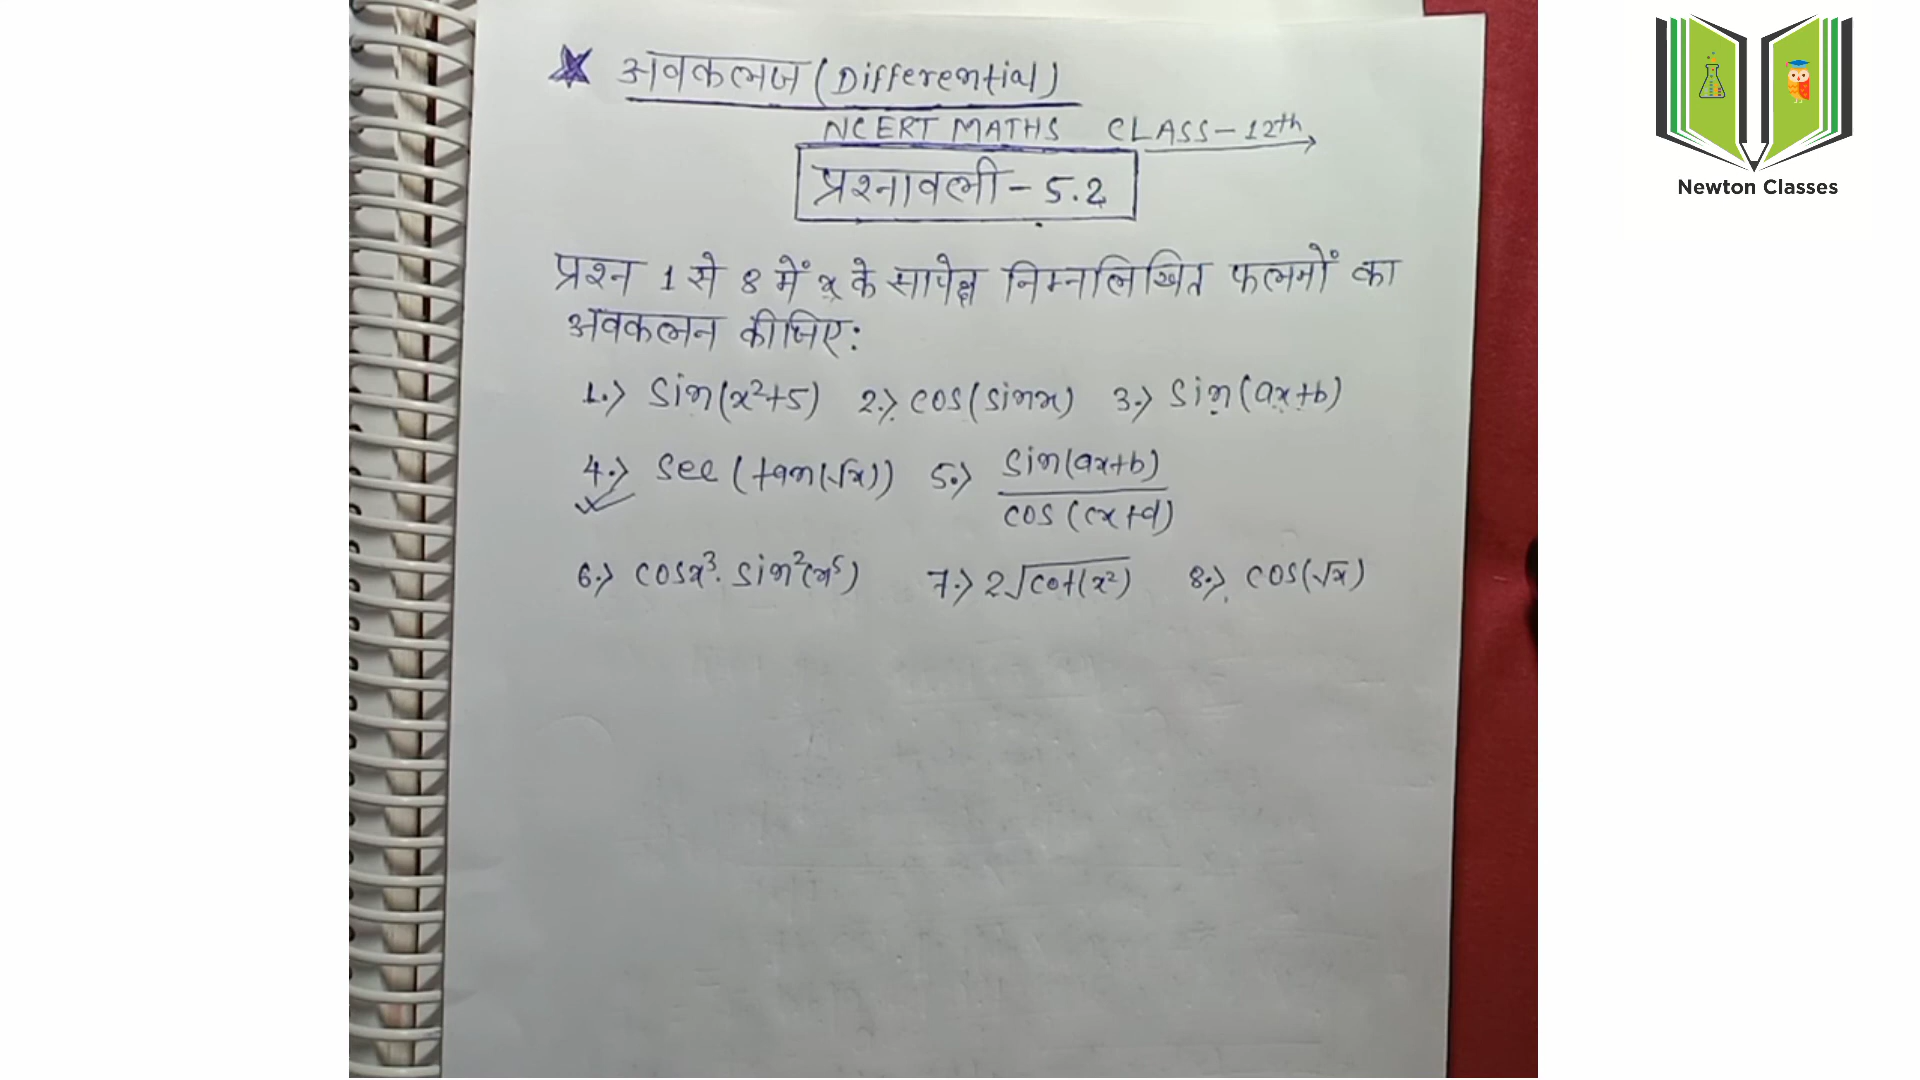 अवकलज (Differential)
NCERT MATHS CLASS-12th
प्रश्नावली - 5.2
प्रश्न 1 से 8 में x के सापेक्ष निम्नलिखित फलनों का
अवकलन कीजिए:
1.> Sin(x²+5) 2.> cos(sinx) 3.> sin(ax+b)
4.> sec(tan(√x)) 5.> sin(ax+b) / cos(cx+d)
6.> cosx³. sin²(x⁵) 7.> 2√cot(x²) 8.> cos(√x)
Newton Classes